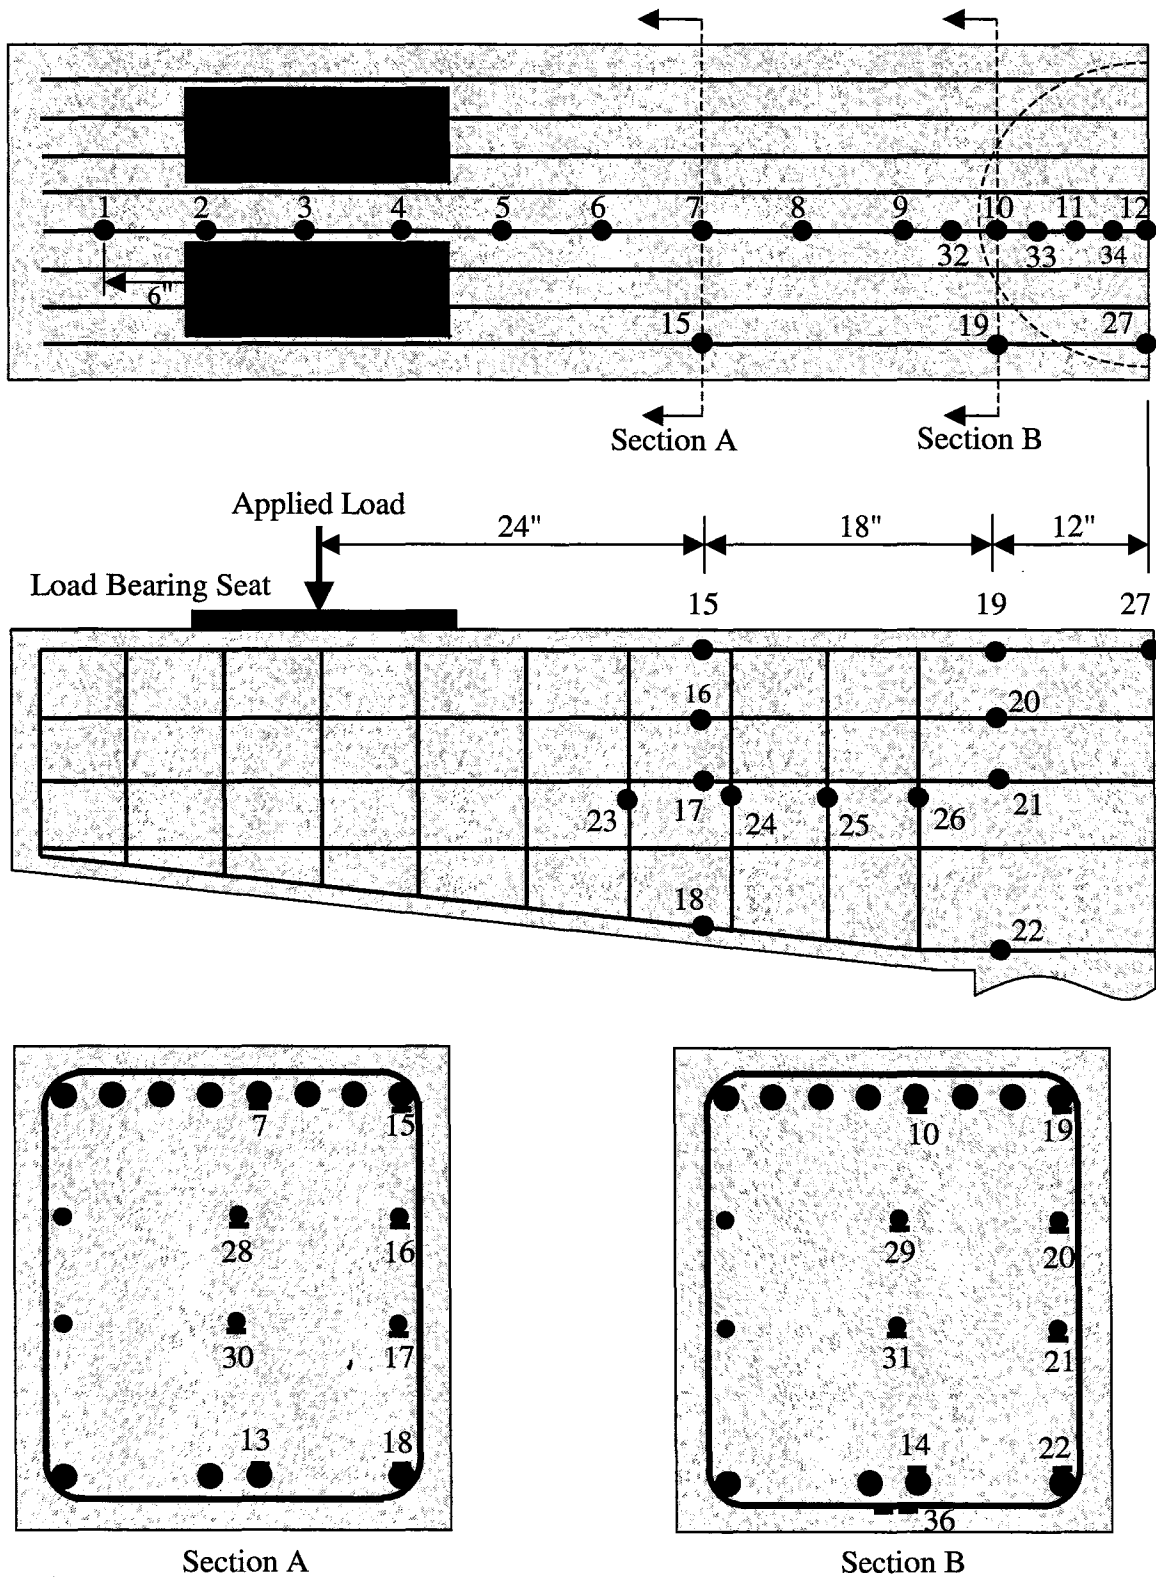 1 2 3 4 5 6 7 8 9 10 11 12
32 33 34
6"
15 19 27
Section A Section B
Applied Load
24" 18" 12"
Load Bearing Seat
15 19 27
16 20
17 21
23 24 25 26
18
22
7 15
10 19
28 16
29 20
30 17
31 21
13 18
14 22
36
Section A Section B